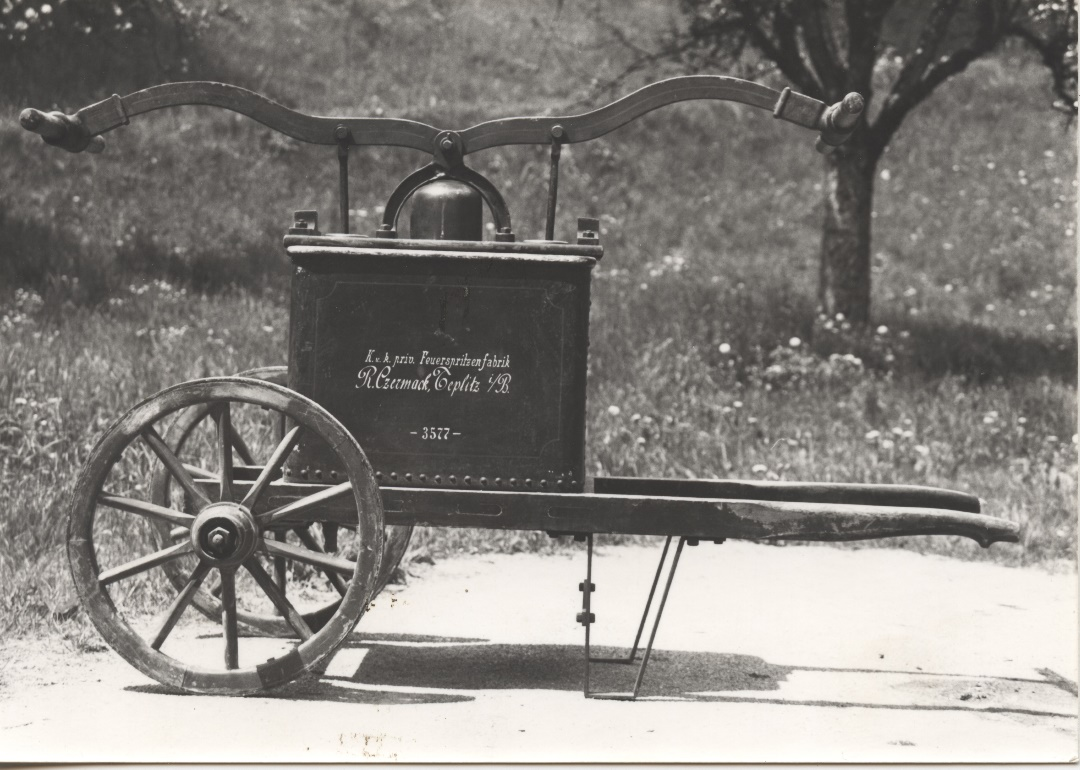 K. u. k. priv. Feuerspritzenfabrik
R. Czermack, Teplitz i/B.
- 3577 -